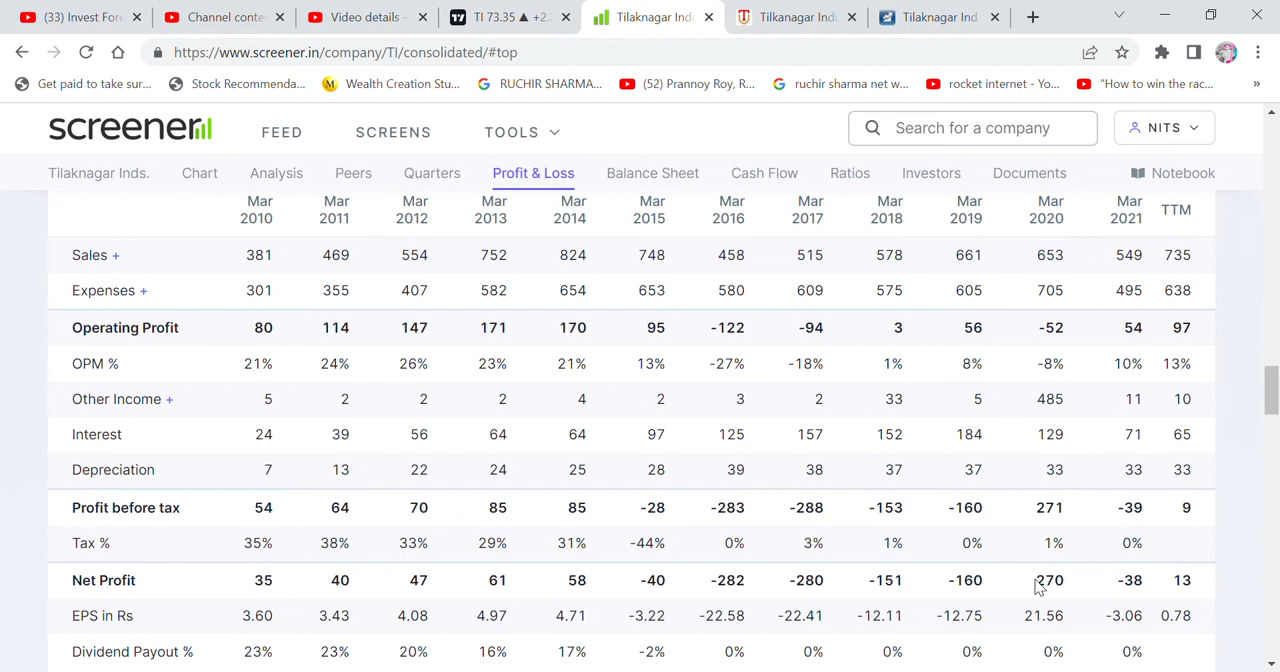 (33) Invest For
Channel conte
Video details -
TI 73.35 ▲ +2.
Tilaknagar Indu
Tilkanagar Indu
Tilaknagar Ind
https://www.screener.in/company/TI/consolidated/#top
Get paid to take sur...
Stock Recommenda...
Wealth Creation Stu...
RUCHIR SHARMA...
(52) Prannoy Roy, R...
ruchir sharma net w...
rocket internet - Yo...
"How to win the rac...
»
screener
FEED
SCREENS
TOOLS
Search for a company
NITS
Tilaknagar Inds.
Chart
Analysis
Peers
Quarters
Profit & Loss
Balance Sheet
Cash Flow
Ratios
Investors
Documents
Notebook
Mar 2010 Mar 2011 Mar 2012 Mar 2013 Mar 2014 Mar 2015 Mar 2016 Mar 2017 Mar 2018 Mar 2019 Mar 2020 Mar 2021 TTM
Sales + 381 469 554 752 824 748 458 515 578 661 653 549 735
Expenses + 301 355 407 582 654 653 580 609 575 605 705 495 638
Operating Profit 80 114 147 171 170 95 -122 -94 3 56 -52 54 97
OPM % 21% 24% 26% 23% 21% 13% -27% -18% 1% 8% -8% 10% 13%
Other Income + 5 2 2 2 4 2 3 2 33 5 485 11 10
Interest 24 39 56 64 64 97 125 157 152 184 129 71 65
Depreciation 7 13 22 24 25 28 39 38 37 37 33 33 33
Profit before tax 54 64 70 85 85 -28 -283 -288 -153 -160 271 -39 9
Tax % 35% 38% 33% 29% 31% -44% 0% 3% 1% 0% 1% 0%
Net Profit 35 40 47 61 58 -40 -282 -280 -151 -160 270 -38 13
EPS in Rs 3.60 3.43 4.08 4.97 4.71 -3.22 -22.58 -22.41 -12.11 -12.75 21.56 -3.06 0.78
Dividend Payout % 23% 23% 20% 16% 17% -2% 0% 0% 0% 0% 0% 0%